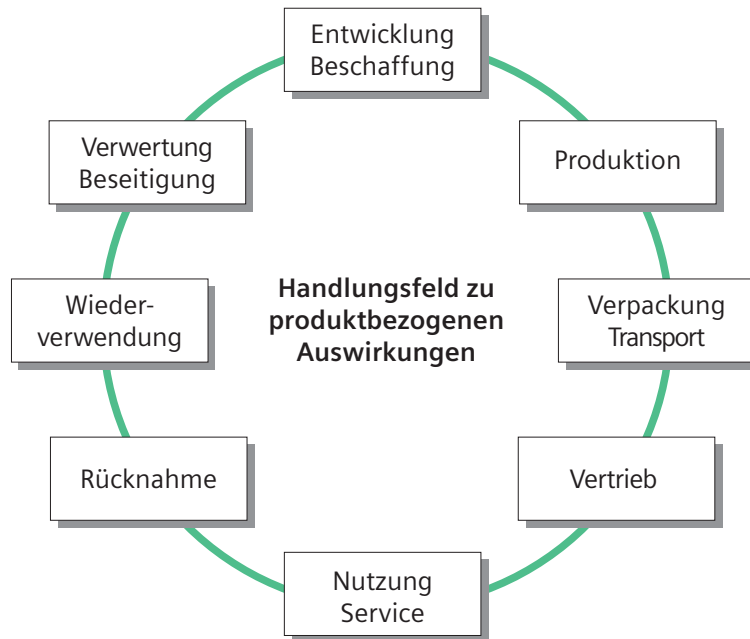 Entwicklung
Beschaffung
Produktion
Verpackung
Transport
Vertrieb
Nutzung
Service
Rücknahme
Wieder-
verwendung
Verwertung
Beseitigung
Handlungsfeld zu
produktbezogenen
Auswirkungen